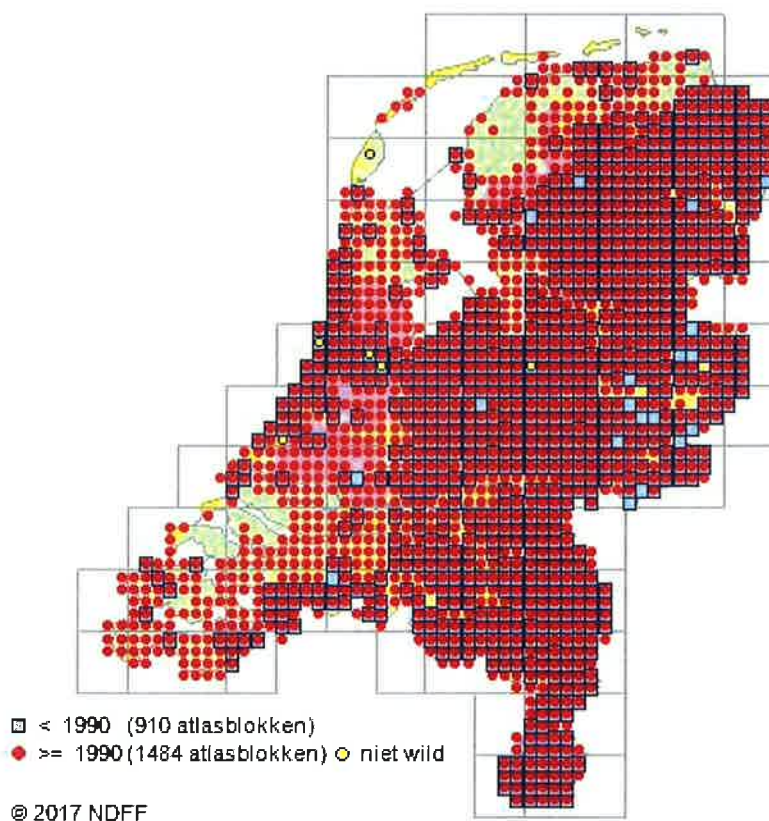 < 1990 (910 atlasblokken)
>= 1990 (1484 atlasblokken) niet wild
© 2017 NDFF